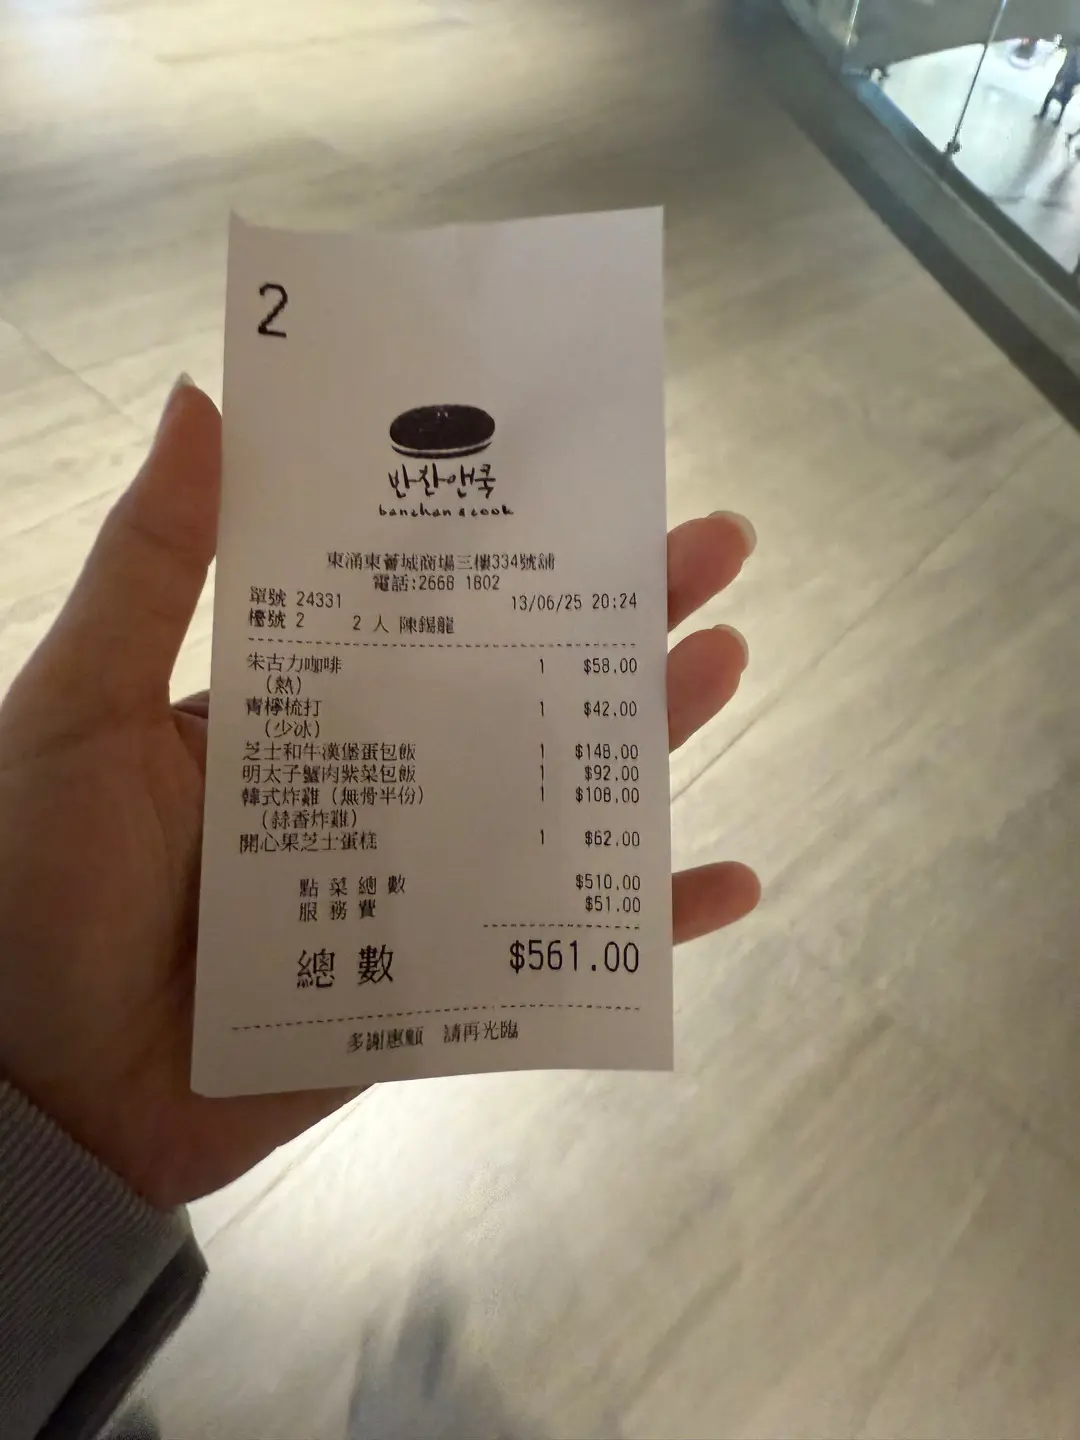 2
반찬앤쿡
banchan & cook
東涌東薈城商場三樓334號舖
電話:2668 1802
單號 24331 13/06/25 20:24
檯號 2 2 人 陳錫龍
朱古力咖啡 1 $58.00
(熱)
青檸梳打 1 $42.00
(少冰)
芝士和牛漢堡蛋包飯 1 $148.00
明太子蟹肉紫菜包飯 1 $92.00
韓式炸雞 (無骨半份) 1 $108.00
(蒜香炸雞)
開心果芝士蛋糕 1 $62.00
點菜總數 $510.00
服務費 $51.00
總數 $561.00
多謝惠顧 請再光臨